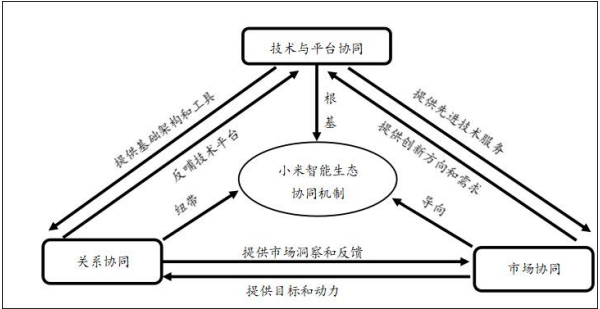 技术与平台协同
提供基础架构和工具
反哺技术平台
根基
提供创新方向和需求
提供先进技术服务
小米智能生态
协同机制
纽带
导向
关系协同
提供市场洞察和反馈
市场协同
提供目标和动力